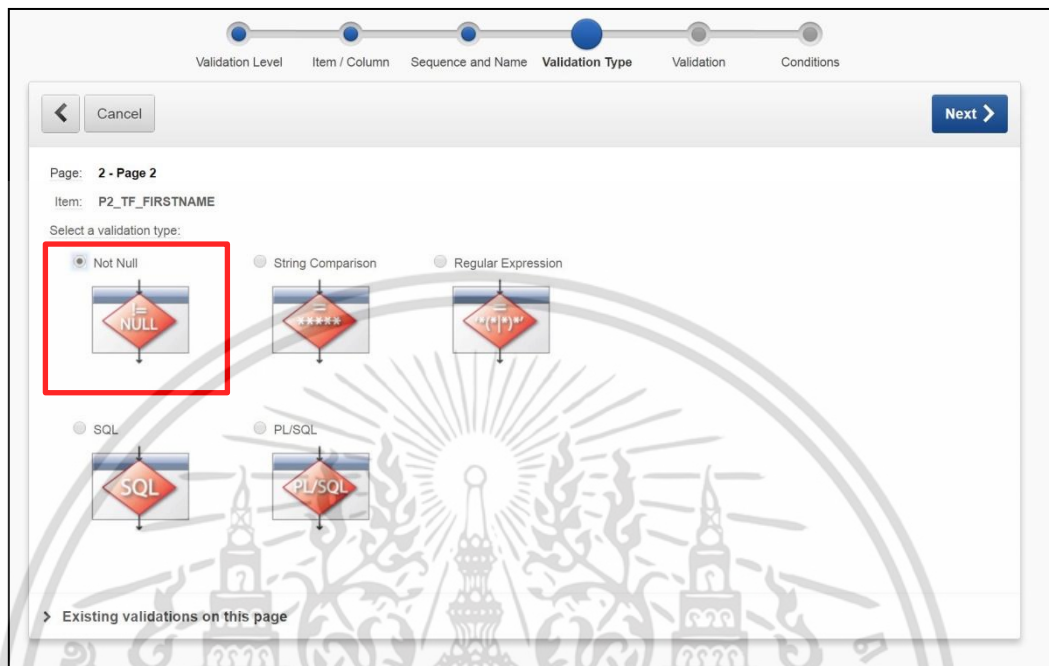 Validation Level Item / Column Sequence and Name Validation Type Validation Conditions
Cancel Next
Page: 2 - Page 2
Item: P2_TF_FIRSTNAME
Select a validation type:
Not Null String Comparison Regular Expression
!= NULL = ***** = '*(*|*)*'
SQL PL/SQL
SQL PL/SQL
Existing validations on this page